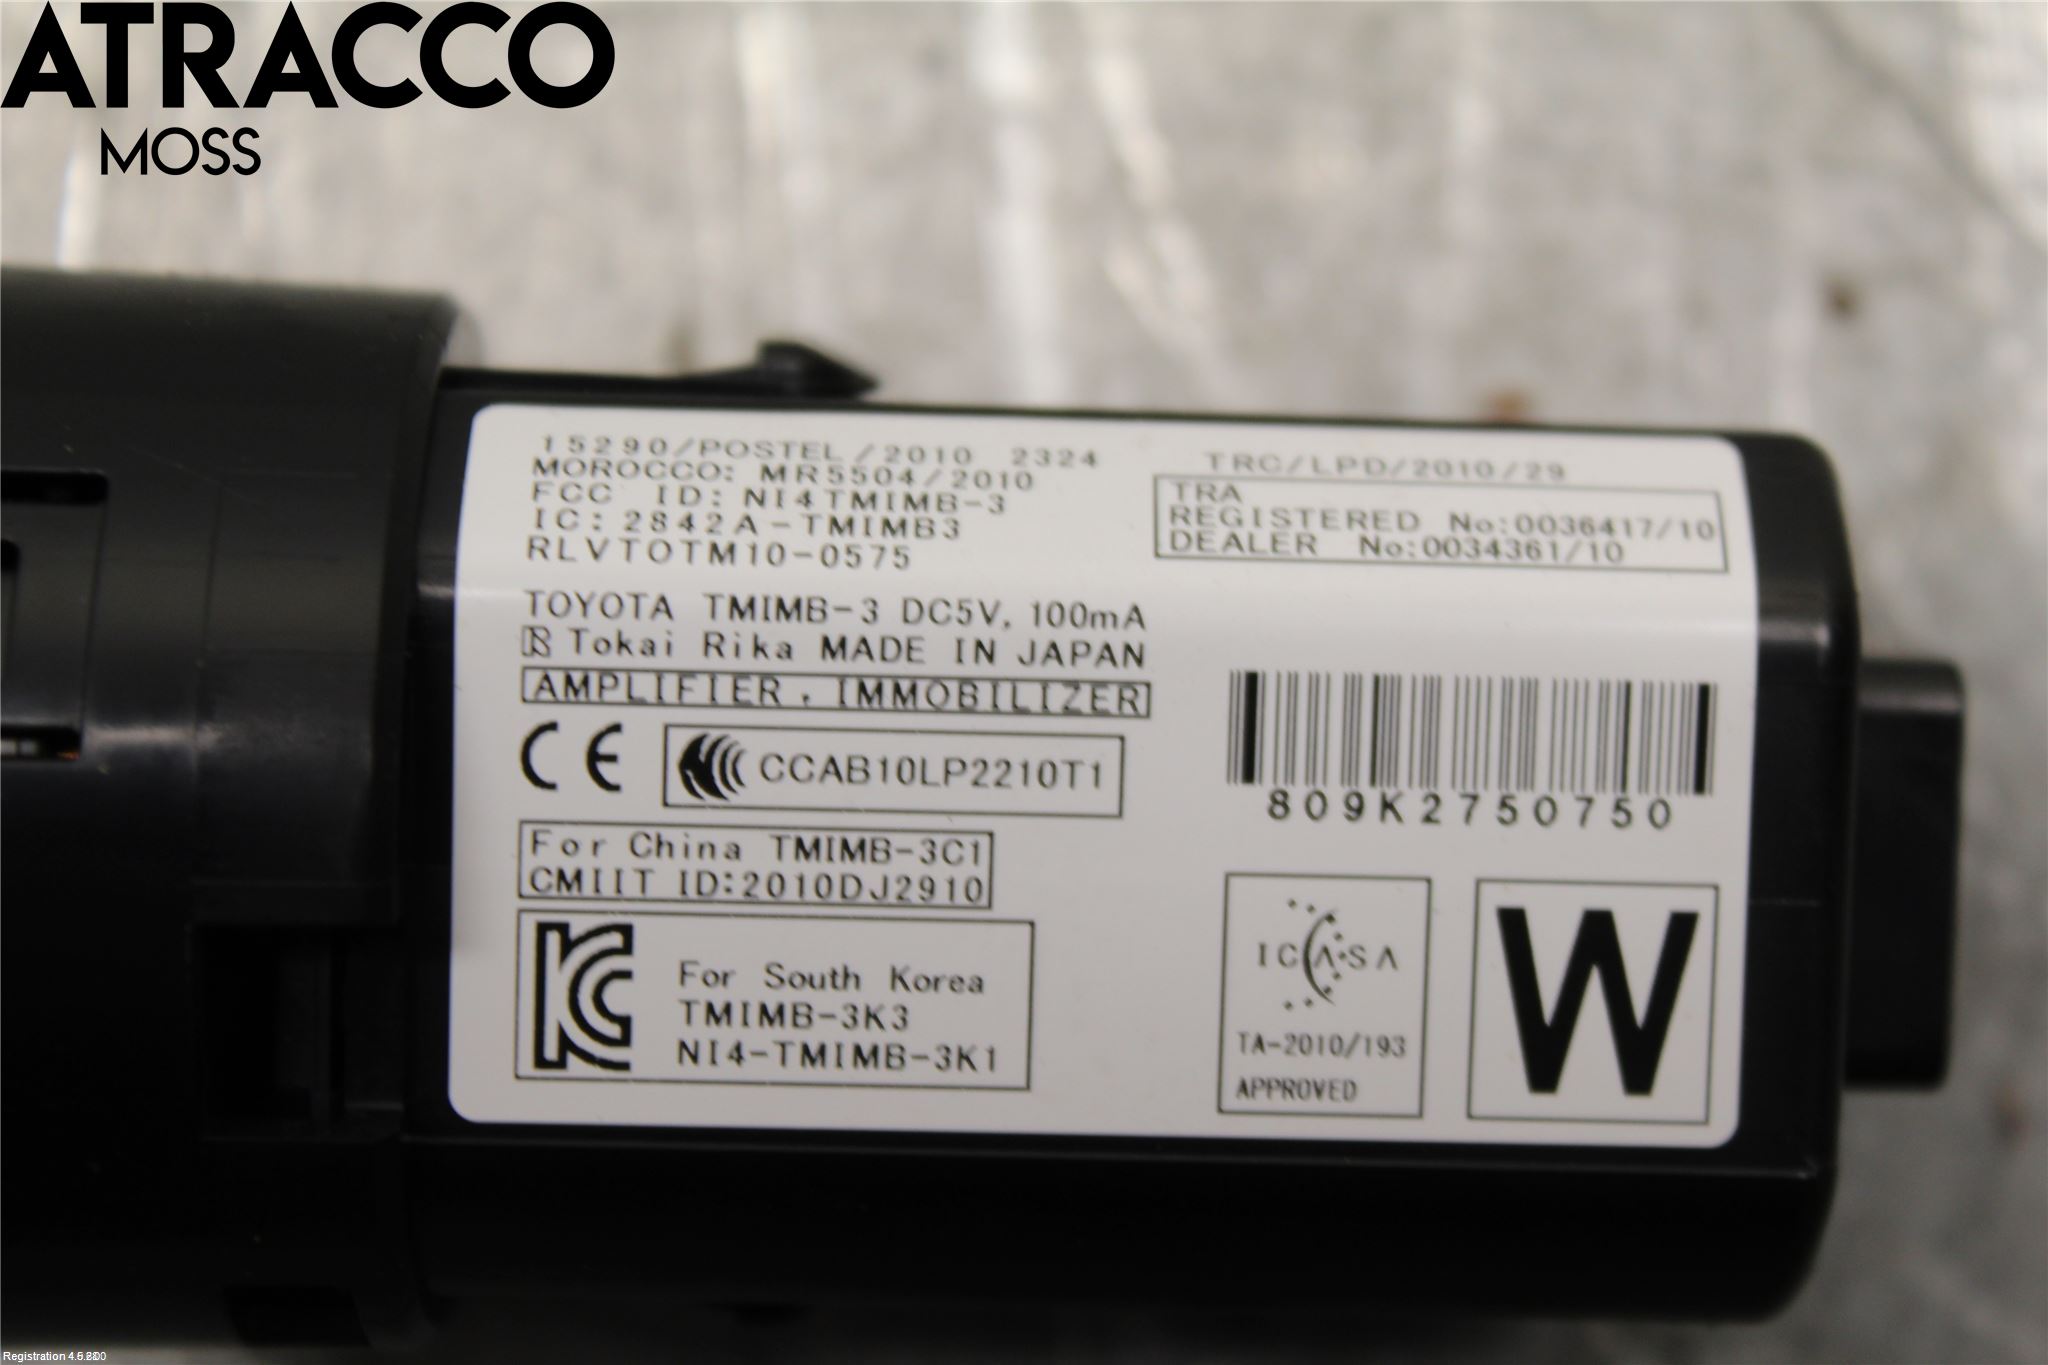 ATRACCO
MOSS
15290/POSTEL/2010 2324
MOROCCO: MR5504/2010
FCC ID: NI4TMIMB-3
IC: 2842A-TMIMB3
RLVTOTM10-0575
TRC/LPD/2010/29
TRA
REGISTERED No:0036417/10
DEALER No:0034361/10
TOYOTA TMIMB-3 DC5V, 100mA
Tokai Rika MADE IN JAPAN
AMPLIFIER, IMMOBILIZER
CE
CCAB10LP2210T1
809K2750750
For China TMIMB-3C1
CMIIT ID:2010DJ2910
For South Korea
TMIMB-3K3
NI4-TMIMB-3K1
ICASA
TA-2010/193
APPROVED
W
Registration